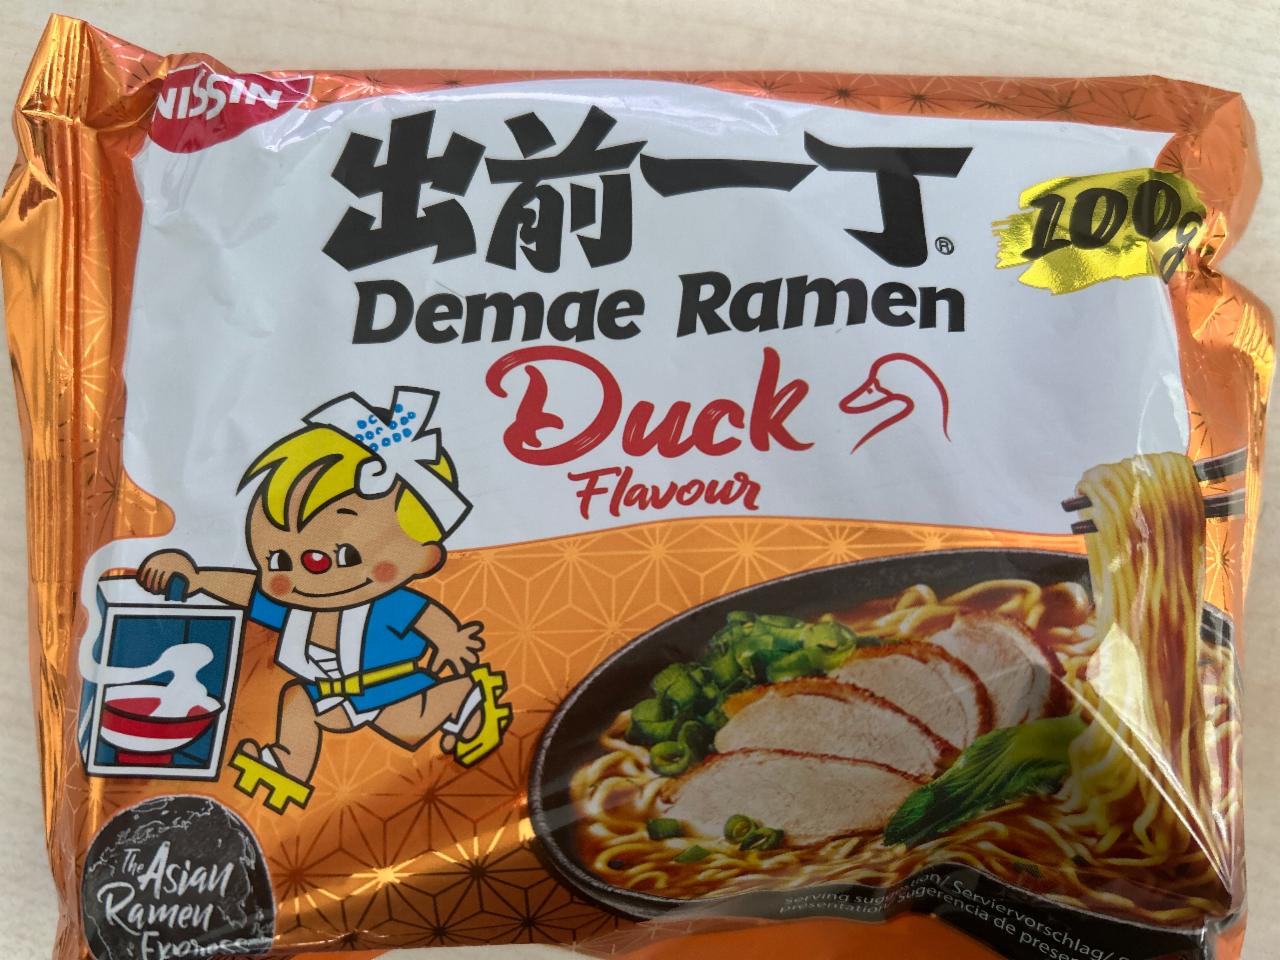 NISSIN
出前一丁®
100g
Demae Ramen
Duck
Flavour
The Asian
Ramen
Express
serving suggestion/ Serviervorschlag/
presentation/ Sugerencia de presen